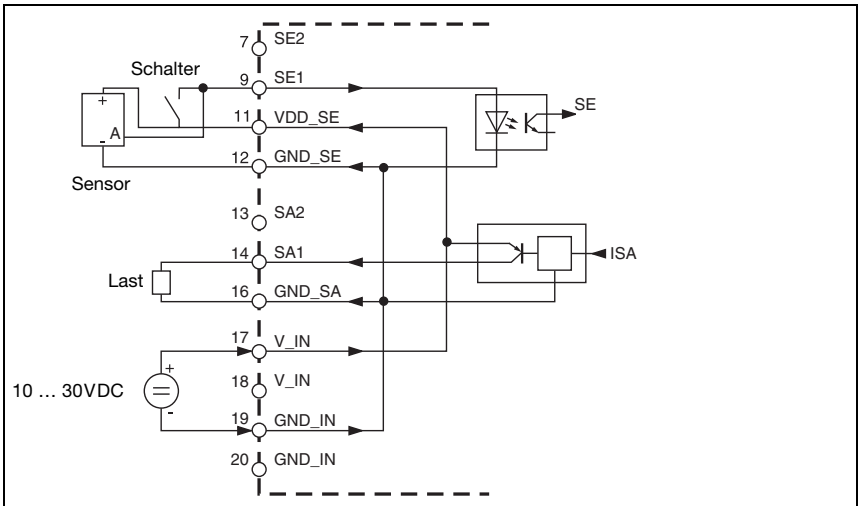 7 SE2
Schalter
9 SE1
SE
+
11 VDD_SE
A
-
12 GND_SE
Sensor
13 SA2
14 SA1
ISA
Last
16 GND_SA
17 V_IN
+
10 ... 30VDC
18 V_IN
-
19 GND_IN
20 GND_IN